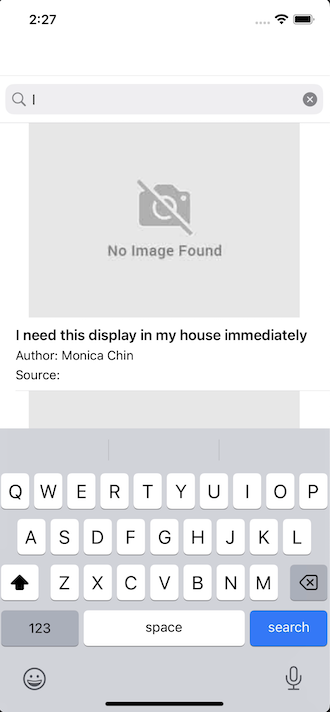 2:27
I
No Image Found
I need this display in my house immediately
Author: Monica Chin
Source:
Q W E R T Y U I O P
A S D F G H J K L
Z X C V B N M
123 space search